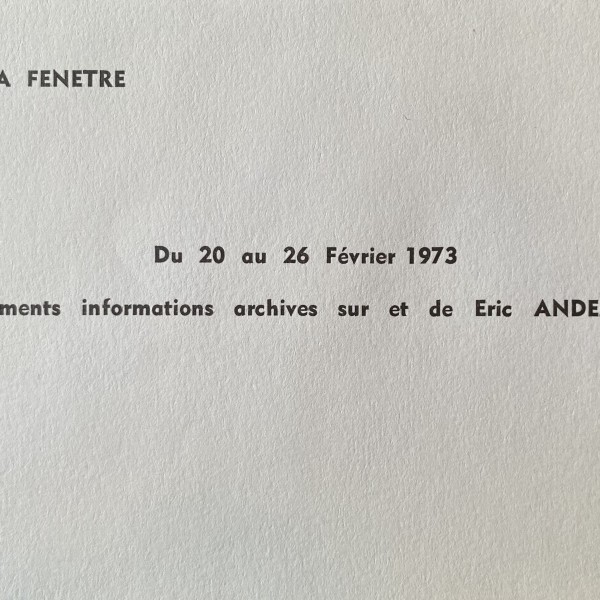 A FENETRE
Du 20 au 26 Février 1973
ments informations archives sur et de Eric ANDE